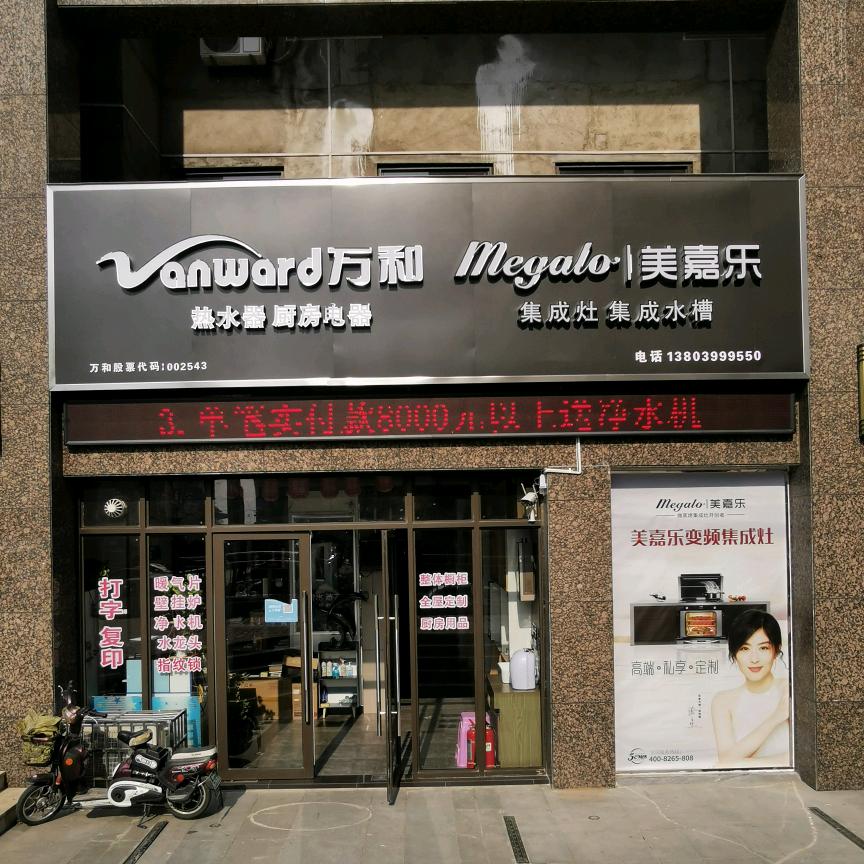 Vanward万和
热水器 厨房电器
万和股票代码:002543
Megalo 美嘉乐
集成灶 集成水槽
电话 13803999550
3. 单笔实付款8000元以上送净水机
打字 复印
暖气片
壁挂炉
净水机
水龙头
指纹锁
整体橱柜
全屋定制
厨房用品
Megalo 美嘉乐
美嘉乐变频集成灶
高端·私享·定制
400-8265-808